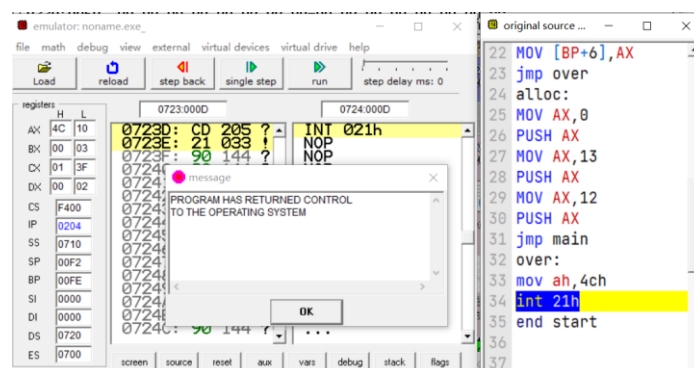 emulator: noname.exe_
file math debug view external virtual devices virtual drive help
Load reload step back single step run step delay ms: 0
registers
H L
0723:000D 0724:000D
AX 4C 10
BX 00 03
CX 01 3F
DX 00 02
CS F400
IP 0204
SS 0710
SP 00F2
BP 00FE
SI 0000
DI 0000
DS 0720
ES 0700
0723D: CD 205 ?
0723E: 21 033 !
0723F: 90 144 ?
0724C: 90 144 ?
INT 021h
NOP
NOP
...
message
PROGRAM HAS RETURNED CONTROL
TO THE OPERATING SYSTEM
OK
screen source reset aux vars debug stack flags
original source ...
22 MOV [BP+6],AX
23 jmp over
24 alloc:
25 MOV AX,0
26 PUSH AX
27 MOV AX,13
28 PUSH AX
29 MOV AX,12
30 PUSH AX
31 jmp main
32 over:
33 mov ah,4ch
34 int 21h
35 end start
36
37